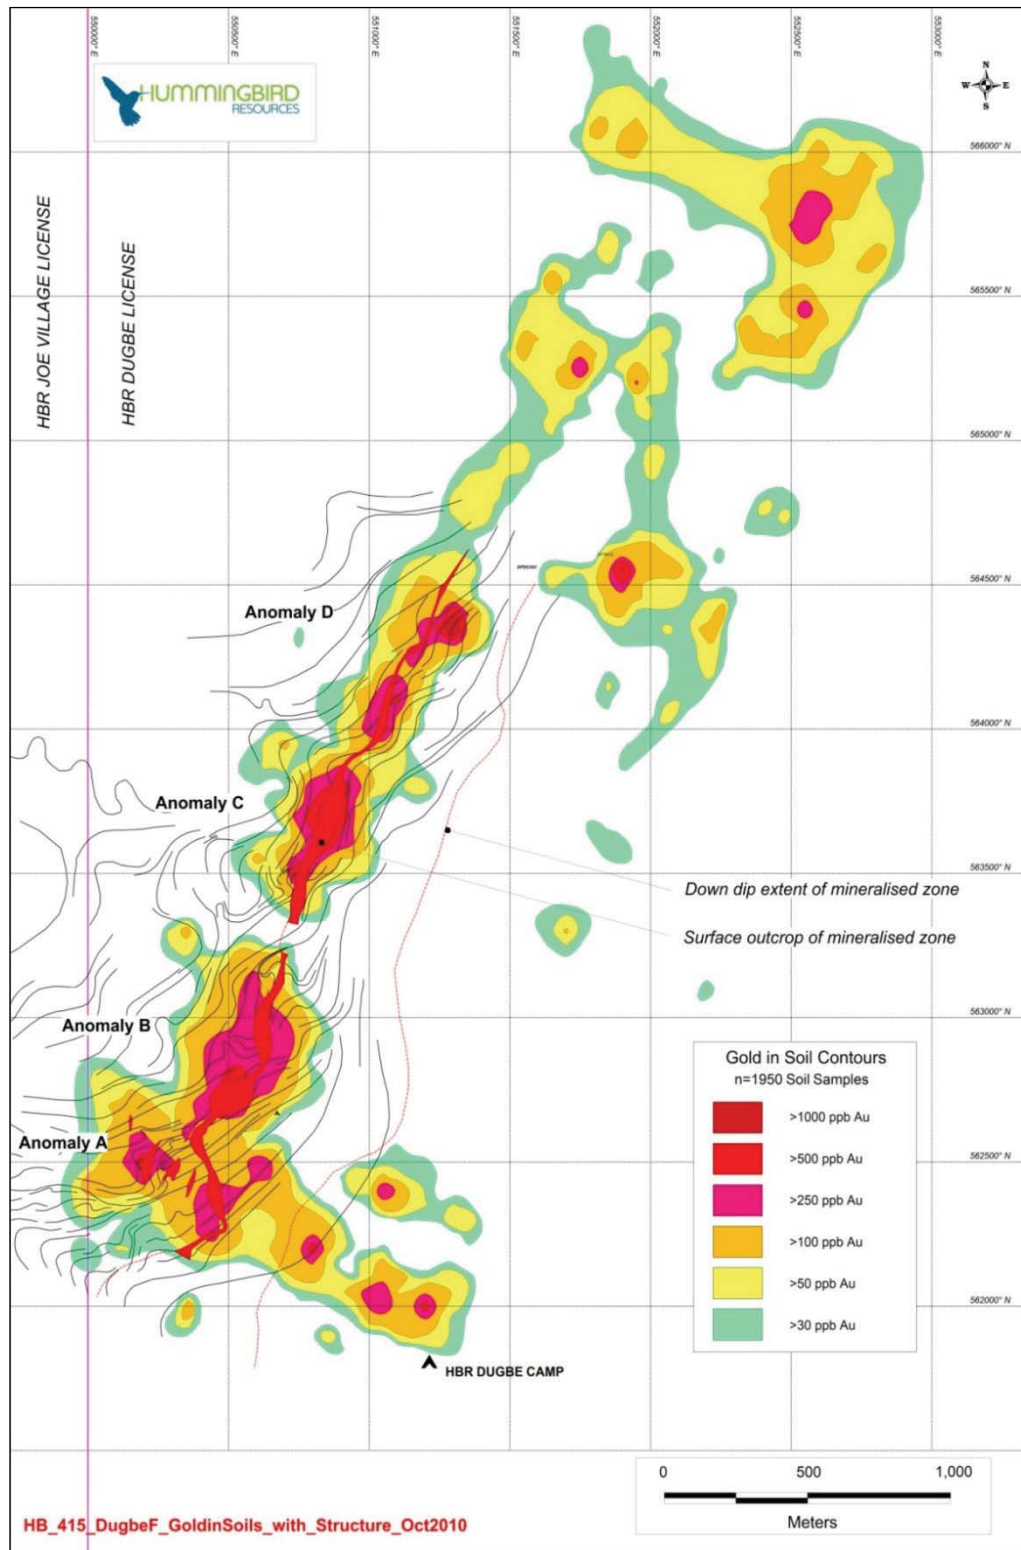 550000° E
550500° E
551000° E
551500° E
552000° E
552500° E
553000° E
HUMMINGBIRD
RESOURCES
N
W E
S
566000° N
HBR JOE VILLAGE LICENSE
HBR DUGBE LICENSE
565500° N
565000° N
564500° N
Anomaly D
564000° N
Anomaly C
563500° N
Down dip extent of mineralised zone
Surface outcrop of mineralised zone
563000° N
Anomaly B
Gold in Soil Contours
n=1950 Soil Samples
>1000 ppb Au
>500 ppb Au
>250 ppb Au
>100 ppb Au
>50 ppb Au
>30 ppb Au
Anomaly A
562500° N
562000° N
HBR DUGBE CAMP
0 500 1,000
Meters
HB_415_DugbeF_GoldinSoils_with_Structure_Oct2010